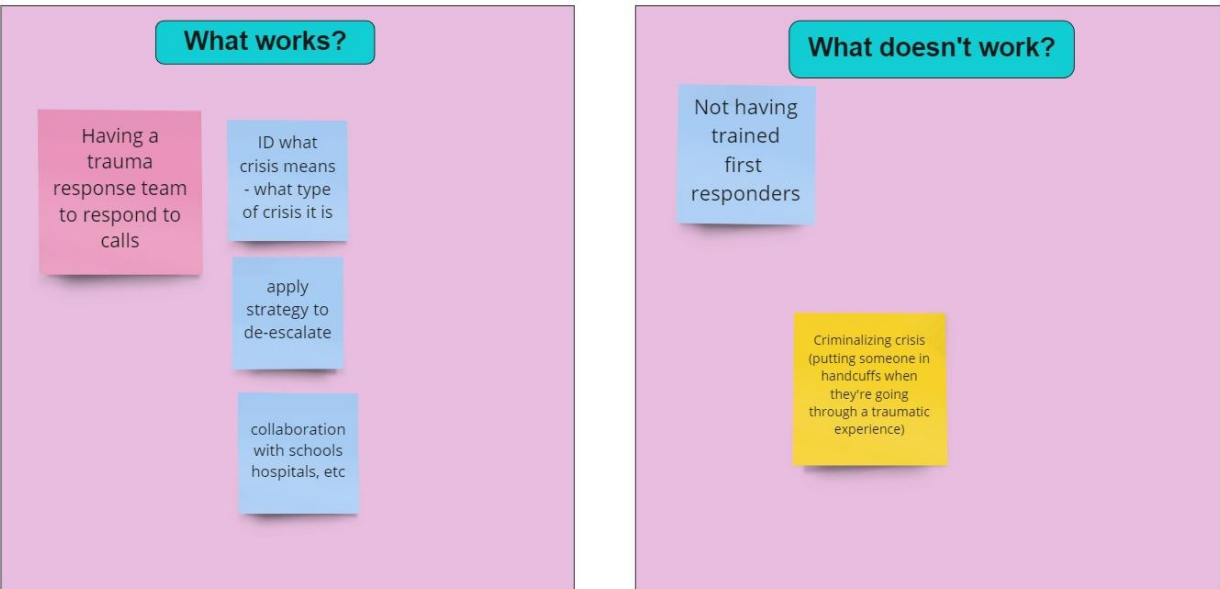 What works?
Having a
trauma
response team
to respond to
calls
ID what
crisis means
- what type
of crisis it is
apply
strategy to
de-escalate
collaboration
with schools
hospitals, etc
What doesn't work?
Not having
trained
first
responders
Criminalizing crisis
(putting someone in
handcuffs when
they're going
through a traumatic
experience)